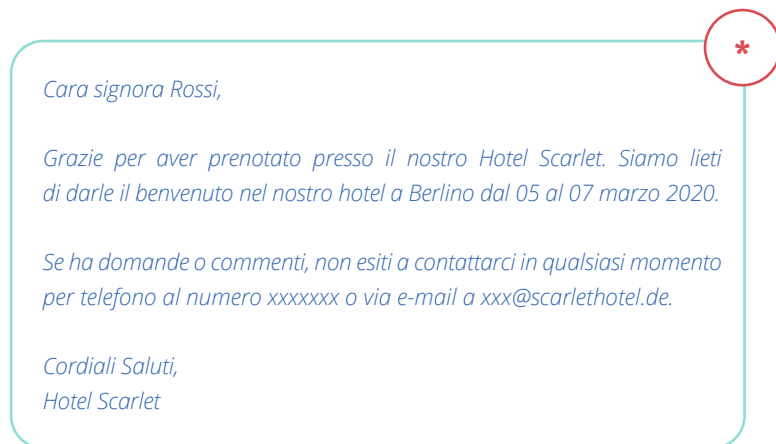 *
Cara signora Rossi,
Grazie per aver prenotato presso il nostro Hotel Scarlet. Siamo lieti
di darle il benvenuto nel nostro hotel a Berlino dal 05 al 07 marzo 2020.
Se ha domande o commenti, non esiti a contattarci in qualsiasi momento
per telefono al numero xxxxxxx o via e-mail a xxx@scarlethotel.de.
Cordiali Saluti,
Hotel Scarlet